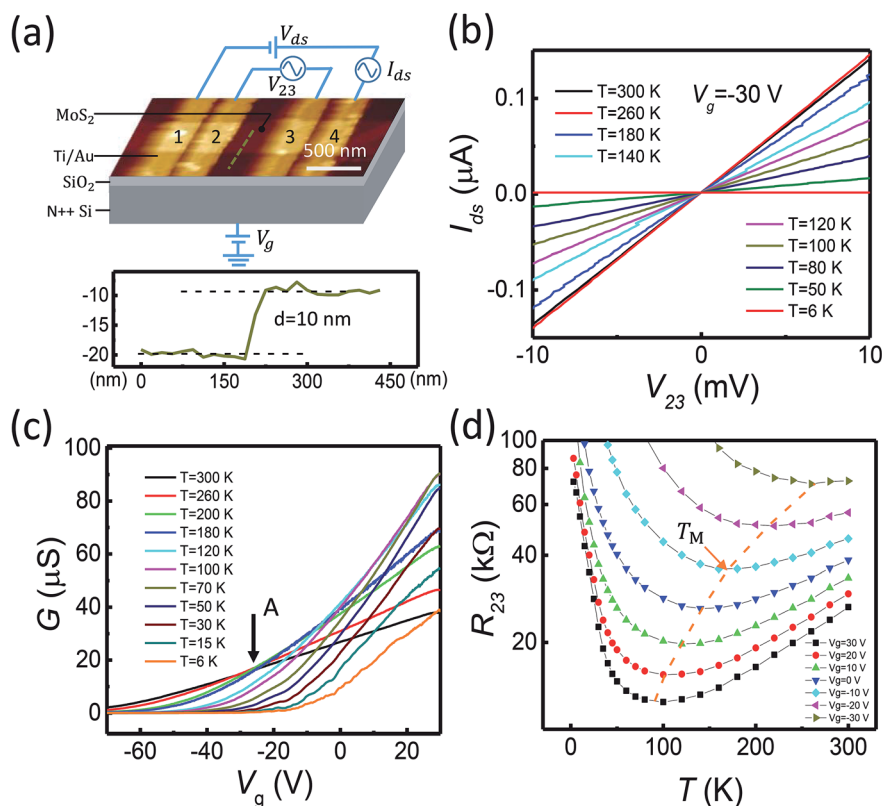 (a)
V_ds
V_23
I_ds
MoS₂
Ti/Au
SiO₂
N++ Si
1 2 3 4
500 nm
V_g
-10
-15
-20
d=10 nm
(nm) 0 150 300 450 (nm)
(b)
0.1
0.0
-0.1
I_ds (μA)
T=300 K
T=260 K
T=180 K
T=140 K
V_g=-30 V
T=120 K
T=100 K
T=80 K
T=50 K
T=6 K
-10 0 10
V_23 (mV)
(c)
100
80
60
40
20
0
G (μS)
T=300 K
T=260 K
T=200 K
T=180 K
T=120 K
T=100 K
T=70 K
T=50 K
T=30 K
T=15 K
T=6 K
A
-60 -40 -20 0 20
V_g (V)
(d)
100
80
60
40
20
R_23 (kΩ)
T_M
Vg=30 V
Vg=20 V
Vg=10 V
Vg=0 V
Vg=-10 V
Vg=-20 V
Vg=-30 V
0 100 200 300
T (K)